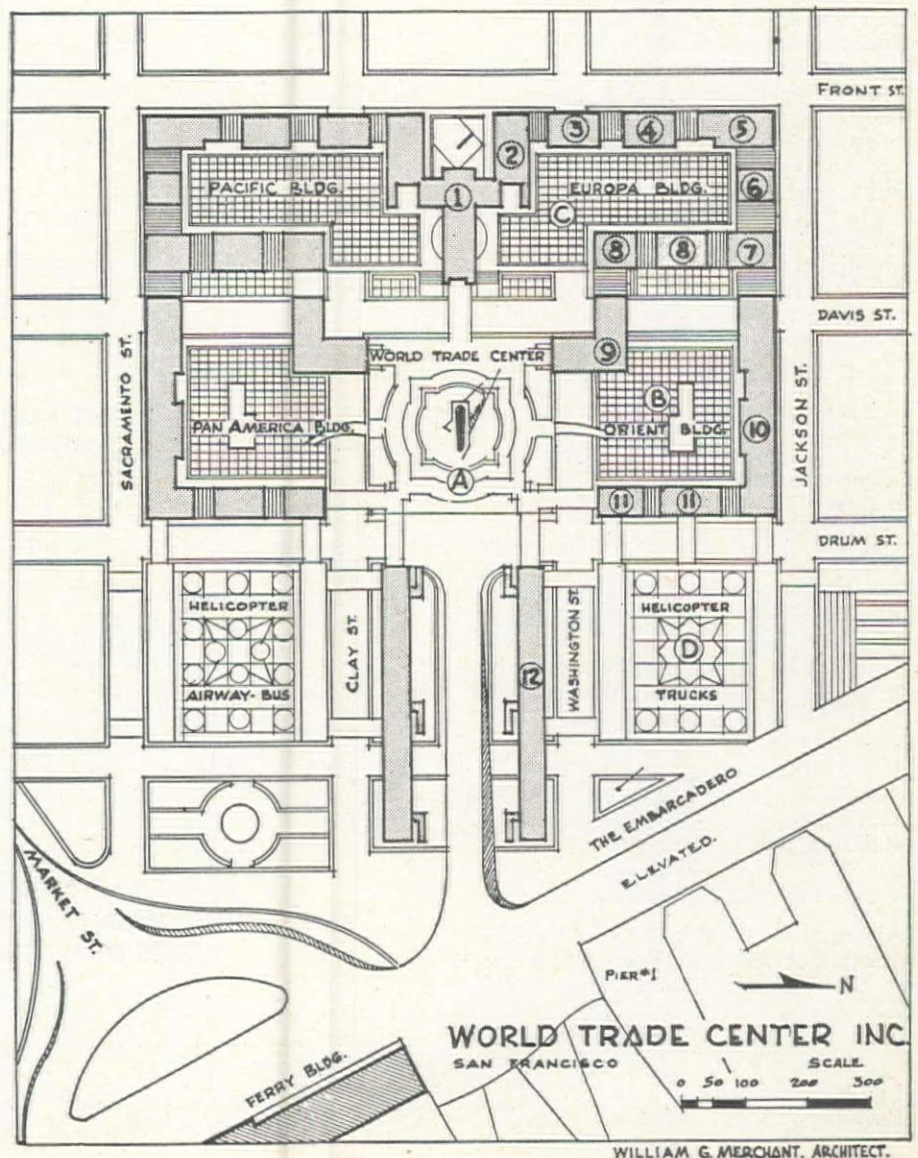 FRONT ST.
③ ④ ⑤
②
PACIFIC BLDG. EUROPA BLDG. ⑥
①
C
⑧ ⑧ ⑦
DAVIS ST.
SACRAMENTO ST.
WORLD TRADE CENTER
⑨
JACKSON ST.
B
PAN AMERICA BLDG. ORIENT BLDG. ⑩
A
⑪ ⑪
DRUM ST.
HELICOPTER
AIRWAY-BUS
CLAY ST.
⑫
WASHINGTON ST.
HELICOPTER
D
TRUCKS
MARKET ST.
THE EMBARCADERO
ELEVATED.
PIER #1
N
WORLD TRADE CENTER INC.
SAN FRANCISCO
SCALE
0 50 100 200 300
FERRY BLDG.
WILLIAM G. MERCHANT, ARCHITECT.